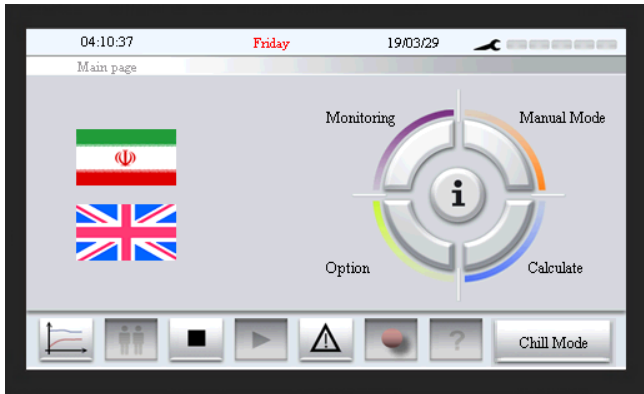 04:10:37 Friday 19/03/29
Main page
Monitoring Manual Mode
i
Option Calculate
? Chill Mode